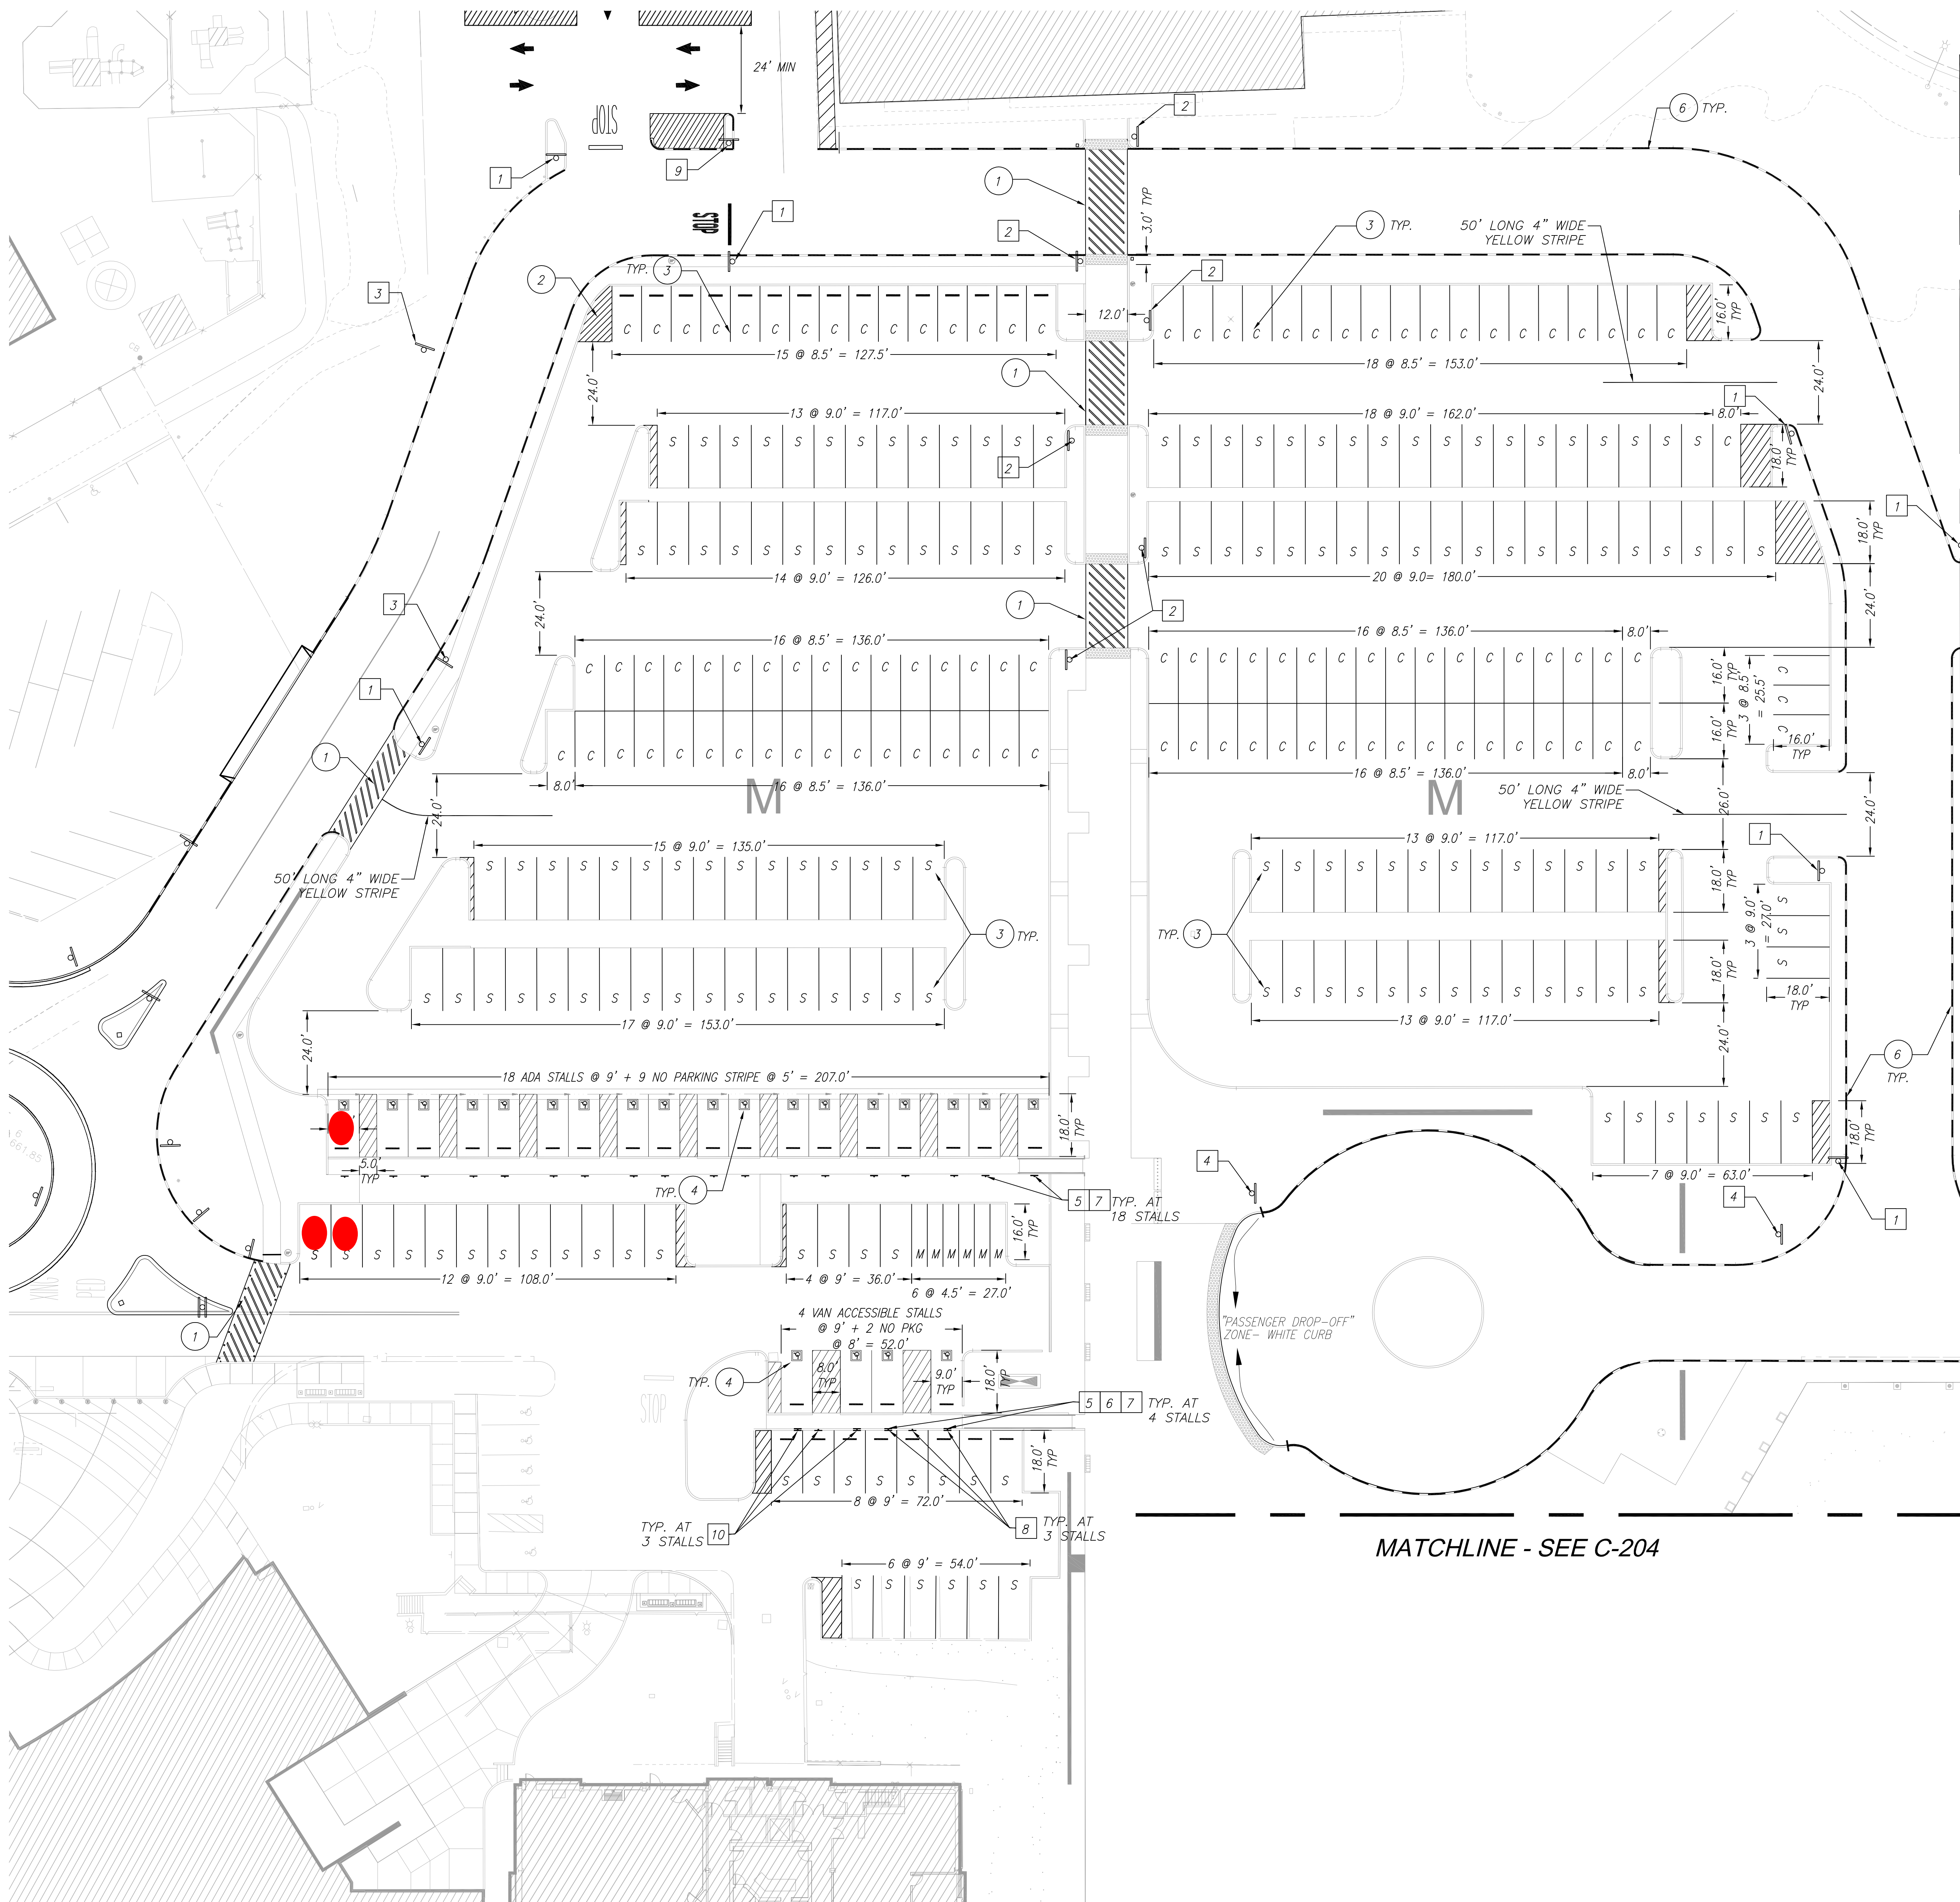 24' MIN
STOP
9
1
2
6 TYP.
1
3.0' TYP
STOP
1
2
TYP. 3
2
3
3 TYP.
50' LONG 4" WIDE
YELLOW STRIPE
2
C C C C C C C C C C C C C C C
12.0'
C C C C C C C C C C C C C C C C C C
16.0'
TYP
15 @ 8.5' = 127.5'
18 @ 8.5' = 153.0'
24.0'
1
24.0'
1
13 @ 9.0' = 117.0'
18 @ 9.0' = 162.0'
8.0'
S S S S S S S S S S S S S
2
S S S S S S S S S S S S S S S S S S C
18.0'
TYP
1
S S S S S S S S S S S S S S
S S S S S S S S S S S S S S S S S S S S
18.0'
TYP
14 @ 9.0' = 126.0'
20 @ 9.0= 180.0'
24.0'
3
1
2
24.0'
16 @ 8.5' = 136.0'
16 @ 8.5' = 136.0'
8.0'
C C C C C C C C C C C C C C C C
C C C C C C C C C C C C C C C C C
16.0'
TYP
3 @ 8.5'
= 25.5'
C
C
C
1
1
C C C C C C C C C C C C C C C C C
C C C C C C C C C C C C C C C C C
16.0'
TYP
16.0'
TYP
8.0'
16 @ 8.5' = 136.0'
M
16 @ 8.5' = 136.0'
8.0'
M
50' LONG 4" WIDE
YELLOW STRIPE
24.0'
26.0'
24.0'
15 @ 9.0' = 135.0'
13 @ 9.0' = 117.0'
1
50' LONG 4" WIDE
YELLOW STRIPE
S S S S S S S S S S S S S S S
S S S S S S S S S S S S S
18.0'
TYP
3 @ 9.0'
= 27.0'
S
S
S
3 TYP.
TYP. 3
S S S S S S S S S S S S S S S S S
S S S S S S S S S S S S S
18.0'
TYP
18.0'
TYP
17 @ 9.0' = 153.0'
13 @ 9.0' = 117.0'
24.0'
24.0'
6
TYP.
18 ADA STALLS @ 9' + 9 NO PARKING STRIPE @ 5' = 207.0'
18.0'
TYP
6
661.85
5.0'
TYP
TYP. 4
5 7 TYP. AT
18 STALLS
S S S S S S S
18.0'
TYP
7 @ 9.0' = 63.0'
4
4
1
S S S S S S S S S S S S
S S S S M M M M M M
16.0'
TYP
12 @ 9.0' = 108.0'
4 @ 9' = 36.0'
6 @ 4.5' = 27.0'
1
4 VAN ACCESSIBLE STALLS
@ 9' + 2 NO PKG
@ 8' = 52.0'
"PASSENGER DROP-OFF"
ZONE- WHITE CURB
TYP. 4
8.0'
TYP
9.0'
TYP
18.0'
TYP
STOP
5 6 7 TYP. AT
4 STALLS
S S S S S S S S
18.0'
TYP
8 @ 9' = 72.0'
TYP. AT
3 STALLS 10
8 TYP. AT
3 STALLS
MATCHLINE - SEE C-204
6 @ 9' = 54.0'
S S S S S S